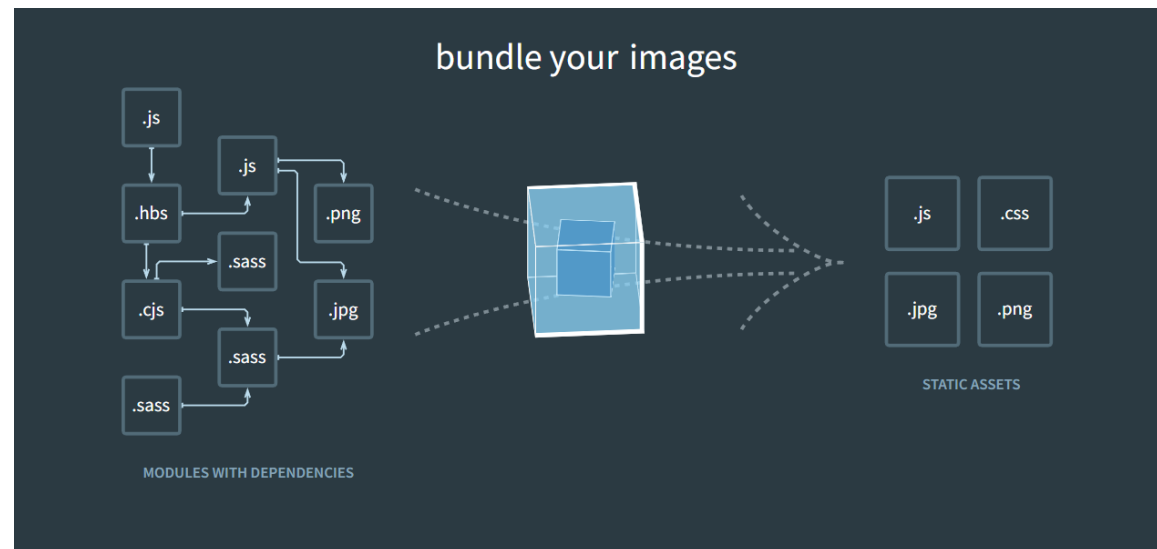 bundle your images
.js
.js
.hbs
.png
.sass
.cjs
.jpg
.sass
.sass
MODULES WITH DEPENDENCIES
.js
.css
.jpg
.png
STATIC ASSETS